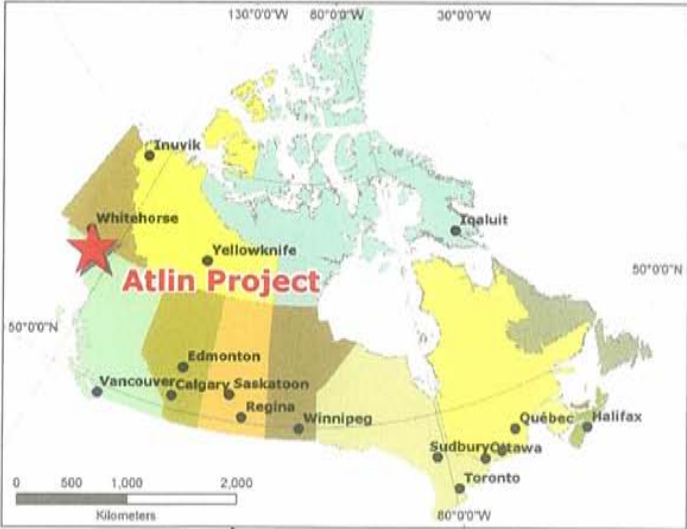 130°0'0"W 80°0'0"W 30°0'0"W
Inuvik
Whitehorse
Iqaluit
Yellowknife
50°0'0"N
Atlin Project
50°0'0"N
Edmonton
Vancouver Calgary Saskatoon
Regina
Winnipeg
Québec Halifax
Sudbury Ottawa
Toronto
0 500 1,000 2,000
Kilometers
80°0'0"W